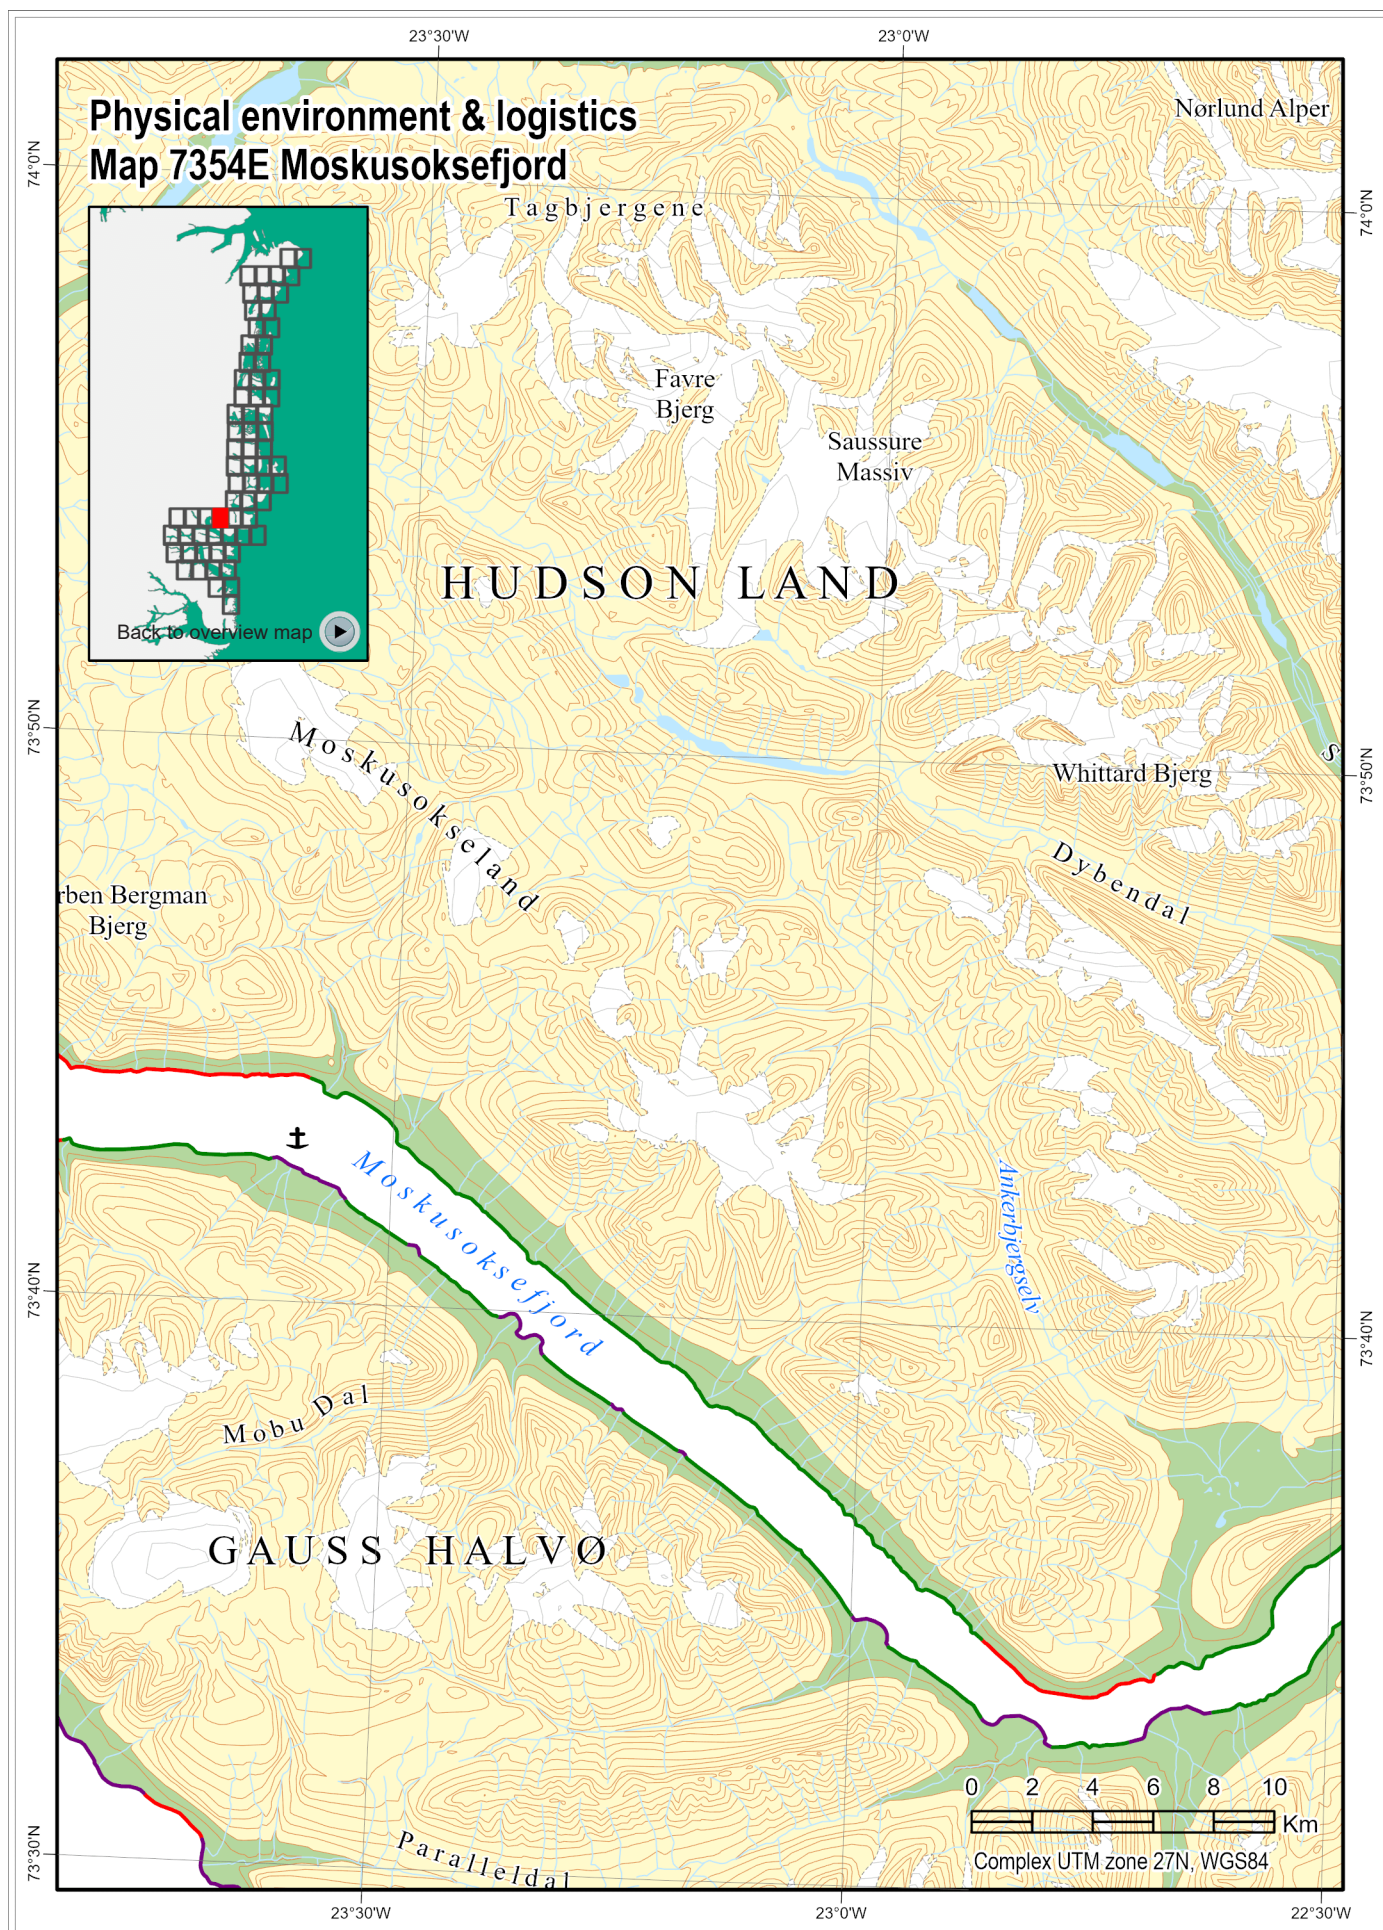 23°30'W
23°0'W
Physical environment & logistics
Map 7354E Moskusoksefjord
Nørlund Alper
74°0'N
74°0'N
Tagbjergene
Favre
Bjerg
Saussure
Massiv
HUDSON LAND
Back to overview map
73°50'N
73°50'N
Moskusokseland
S
Whittard Bjerg
Dybendal
rben Bergman
Bjerg
Moskusoksefjord
Ankerbjergselv
73°40'N
73°40'N
Mobu Dal
GAUSS HALVØ
0 2 4 6 8 10
Km
Complex UTM zone 27N, WGS84
Paralleldal
73°30'N
23°30'W
23°0'W
22°30'W